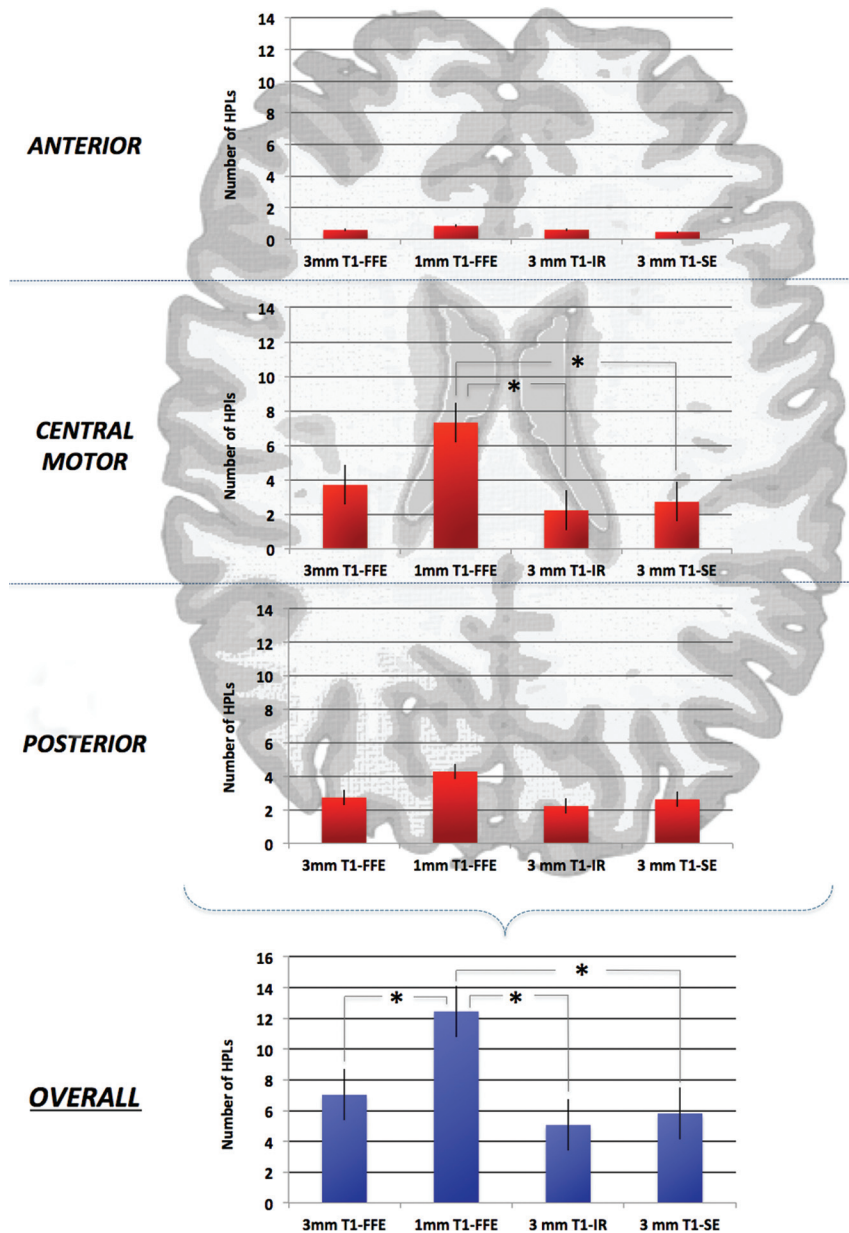 ANTERIOR
Number of HPLs
14
12
10
8
6
4
2
0
3mm T1-FFE 1mm T1-FFE 3 mm T1-IR 3 mm T1-SE
CENTRAL
MOTOR
Number of HPLs
14
12
10
8
6
4
2
0
*
*
3mm T1-FFE 1mm T1-FFE 3 mm T1-IR 3 mm T1-SE
POSTERIOR
Number of HPLs
14
12
10
8
6
4
2
0
3mm T1-FFE 1mm T1-FFE 3 mm T1-IR 3 mm T1-SE
OVERALL
Number of HPLs
16
14
12
10
8
6
4
2
0
*
* *
3mm T1-FFE 1mm T1-FFE 3 mm T1-IR 3 mm T1-SE